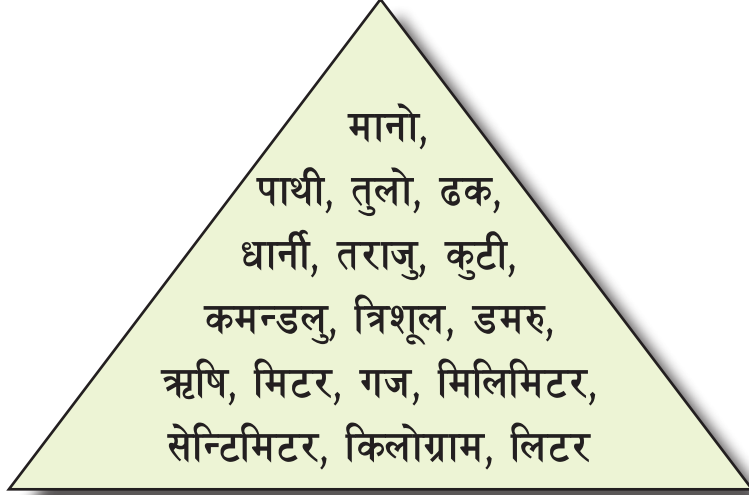 मानो,
पाथी, तुलो, ढक,
धार्नी, तराजु, कुटी,
कमन्डलु, त्रिशूल, डमरु,
ऋषि, मिटर, गज, मिलिमिटर,
सेन्टिमिटर, किलोग्राम, लिटर